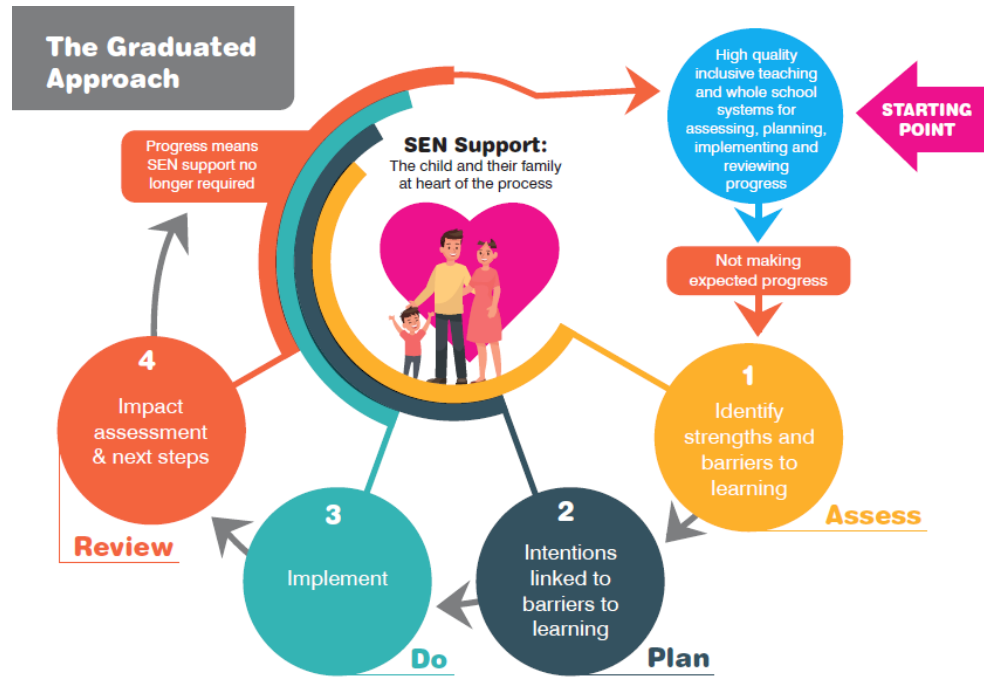 The Graduated
Approach
High quality
inclusive teaching
and whole school
systems for
assessing, planning,
implementing and
reviewing
progress
STARTING
POINT
Progress means
SEN support no
longer required
SEN Support:
The child and their family
at heart of the process
Not making
expected progress
1
Identify
strengths and
barriers to
learning
Assess
2
Intentions
linked to
barriers to
learning
Plan
3
Implement
Do
4
Impact
assessment
& next steps
Review